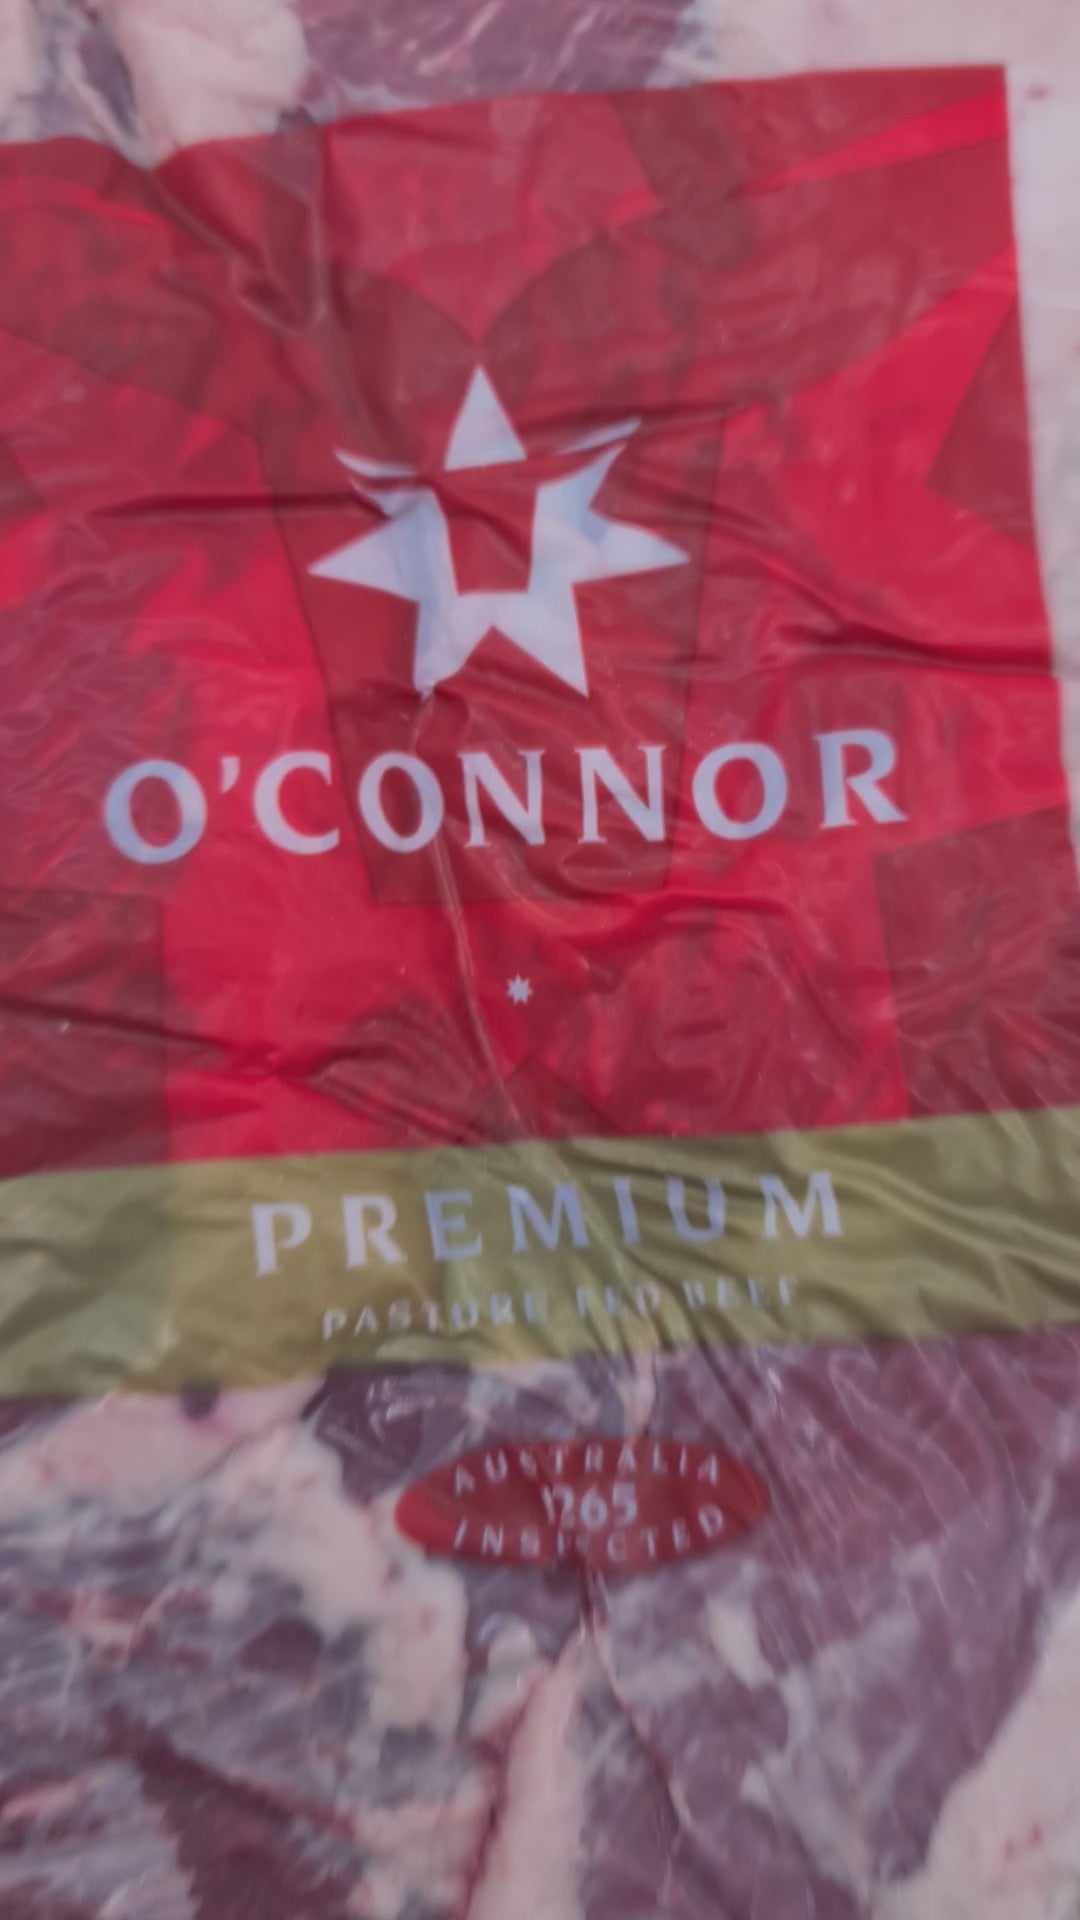 O'CONNOR
PREMIUM
PASTURE FED BEEF
AUSTRALIA
1265
INSPECTED